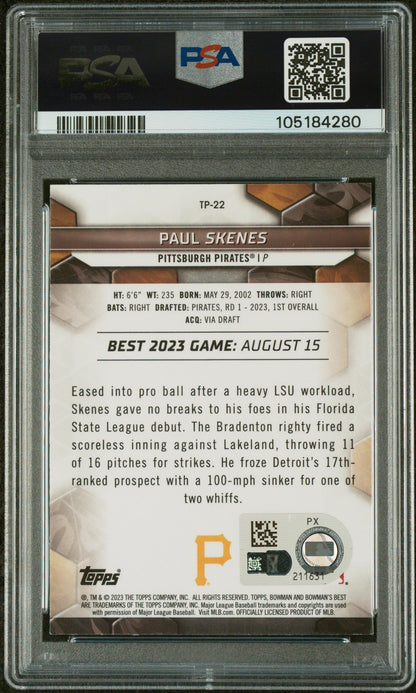 PSA
PSA
105184280
TP-22
PAUL SKENES
PITTSBURGH PIRATES® | P
HT: 6'6" WT: 235 BORN: MAY 29, 2002 THROWS: RIGHT
BATS: RIGHT DRAFTED: PIRATES, RD 1 - 2023, 1ST OVERALL
ACQ: VIA DRAFT
BEST 2023 GAME: AUGUST 15
Eased into pro ball after a heavy LSU workload,
Skenes gave no breaks to his foes in his Florida
State League debut. The Bradenton righty fired a
scoreless inning against Lakeland, throwing 11
of 16 pitches for strikes. He froze Detroit's 17th-
ranked prospect with a 100-mph sinker for one of
two whiffs.
P
PX
211631
Topps
®, TM & © 2023 THE TOPPS COMPANY, INC. ALL RIGHTS RESERVED. TOPPS, BOWMAN AND BOWMAN'S BEST
ARE TRADEMARKS OF THE TOPPS COMPANY, INC. Major League Baseball trademarks and copyrights are used
with permission of Major League Baseball. Visit MLB.com. OFFICIALLY LICENSED PRODUCT OF MLB.